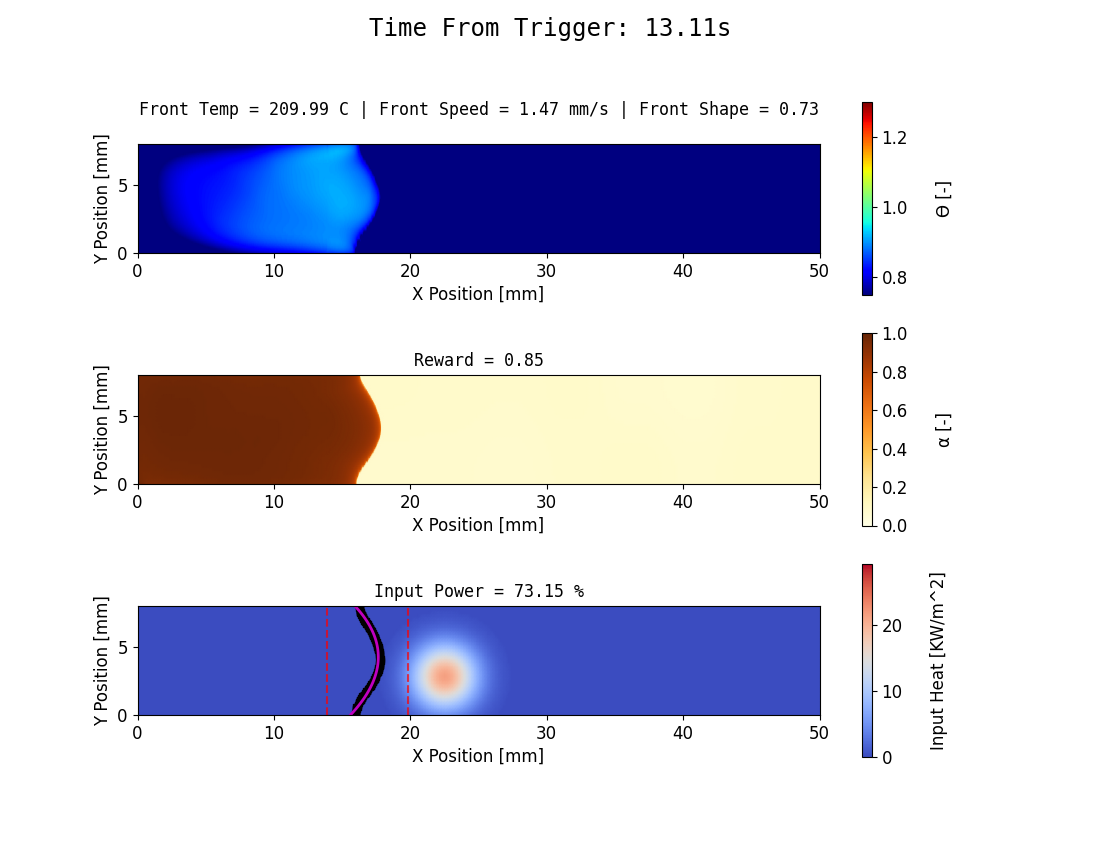 Time From Trigger: 13.11s
Front Temp = 209.99 C | Front Speed = 1.47 mm/s | Front Shape = 0.73
Y Position [mm]
5
0
0 10 20 30 40 50
X Position [mm]
1.2
1.0
0.8
Θ [-]
Reward = 0.85
Y Position [mm]
5
0
0 10 20 30 40 50
X Position [mm]
1.0
0.8
0.6
0.4
0.2
0.0
α [-]
Input Power = 73.15 %
Y Position [mm]
5
0
0 10 20 30 40 50
X Position [mm]
20
10
0
Input Heat [KW/m^2]